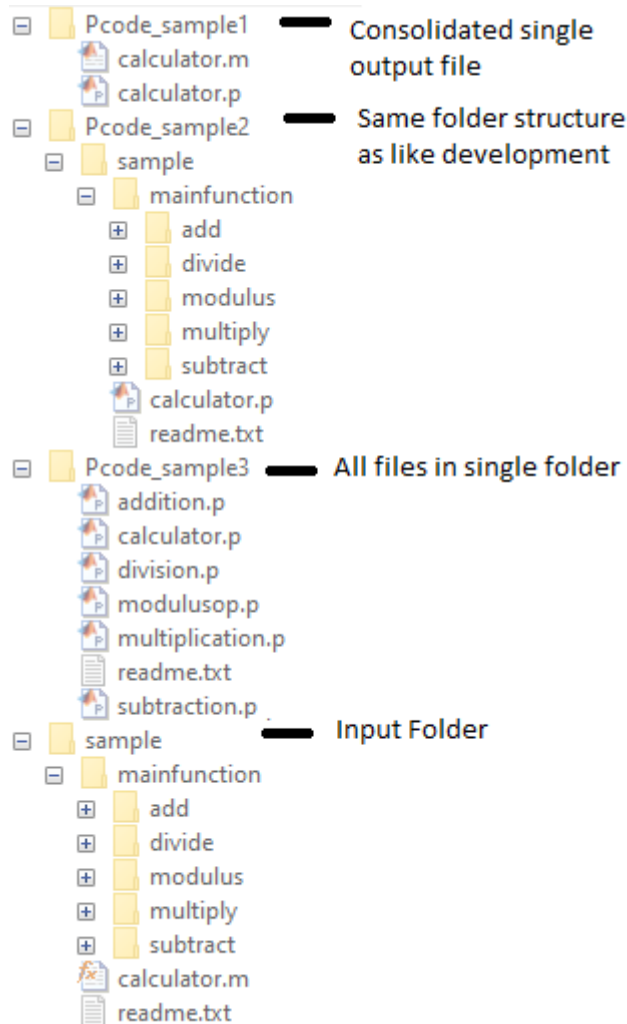 Pcode_sample1
Consolidated single
output file
calculator.m
calculator.p
Pcode_sample2
Same folder structure
as like development
sample
mainfunction
add
divide
modulus
multiply
subtract
calculator.p
readme.txt
Pcode_sample3
All files in single folder
addition.p
calculator.p
division.p
modulusop.p
multiplication.p
readme.txt
subtraction.p
Input Folder
sample
mainfunction
add
divide
modulus
multiply
subtract
calculator.m
readme.txt